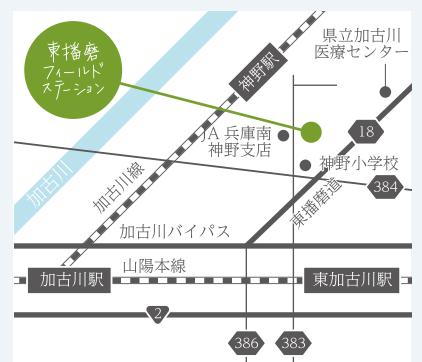 東播磨
フィールド
ステーション
神野駅
県立加古川
医療センター
JA 兵庫南
神野支店
18
神野小学校
384
加古川
加古川線
東播磨道
加古川バイパス
山陽本線
加古川駅
東加古川駅
2
386
383